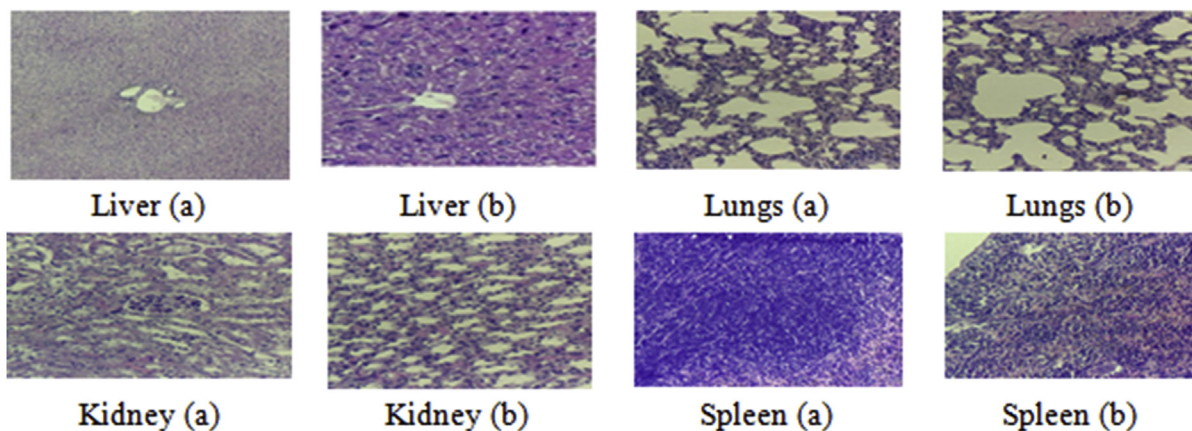 Liver (a)
Liver (b)
Lungs (a)
Lungs (b)
Kidney (a)
Kidney (b)
Spleen (a)
Spleen (b)